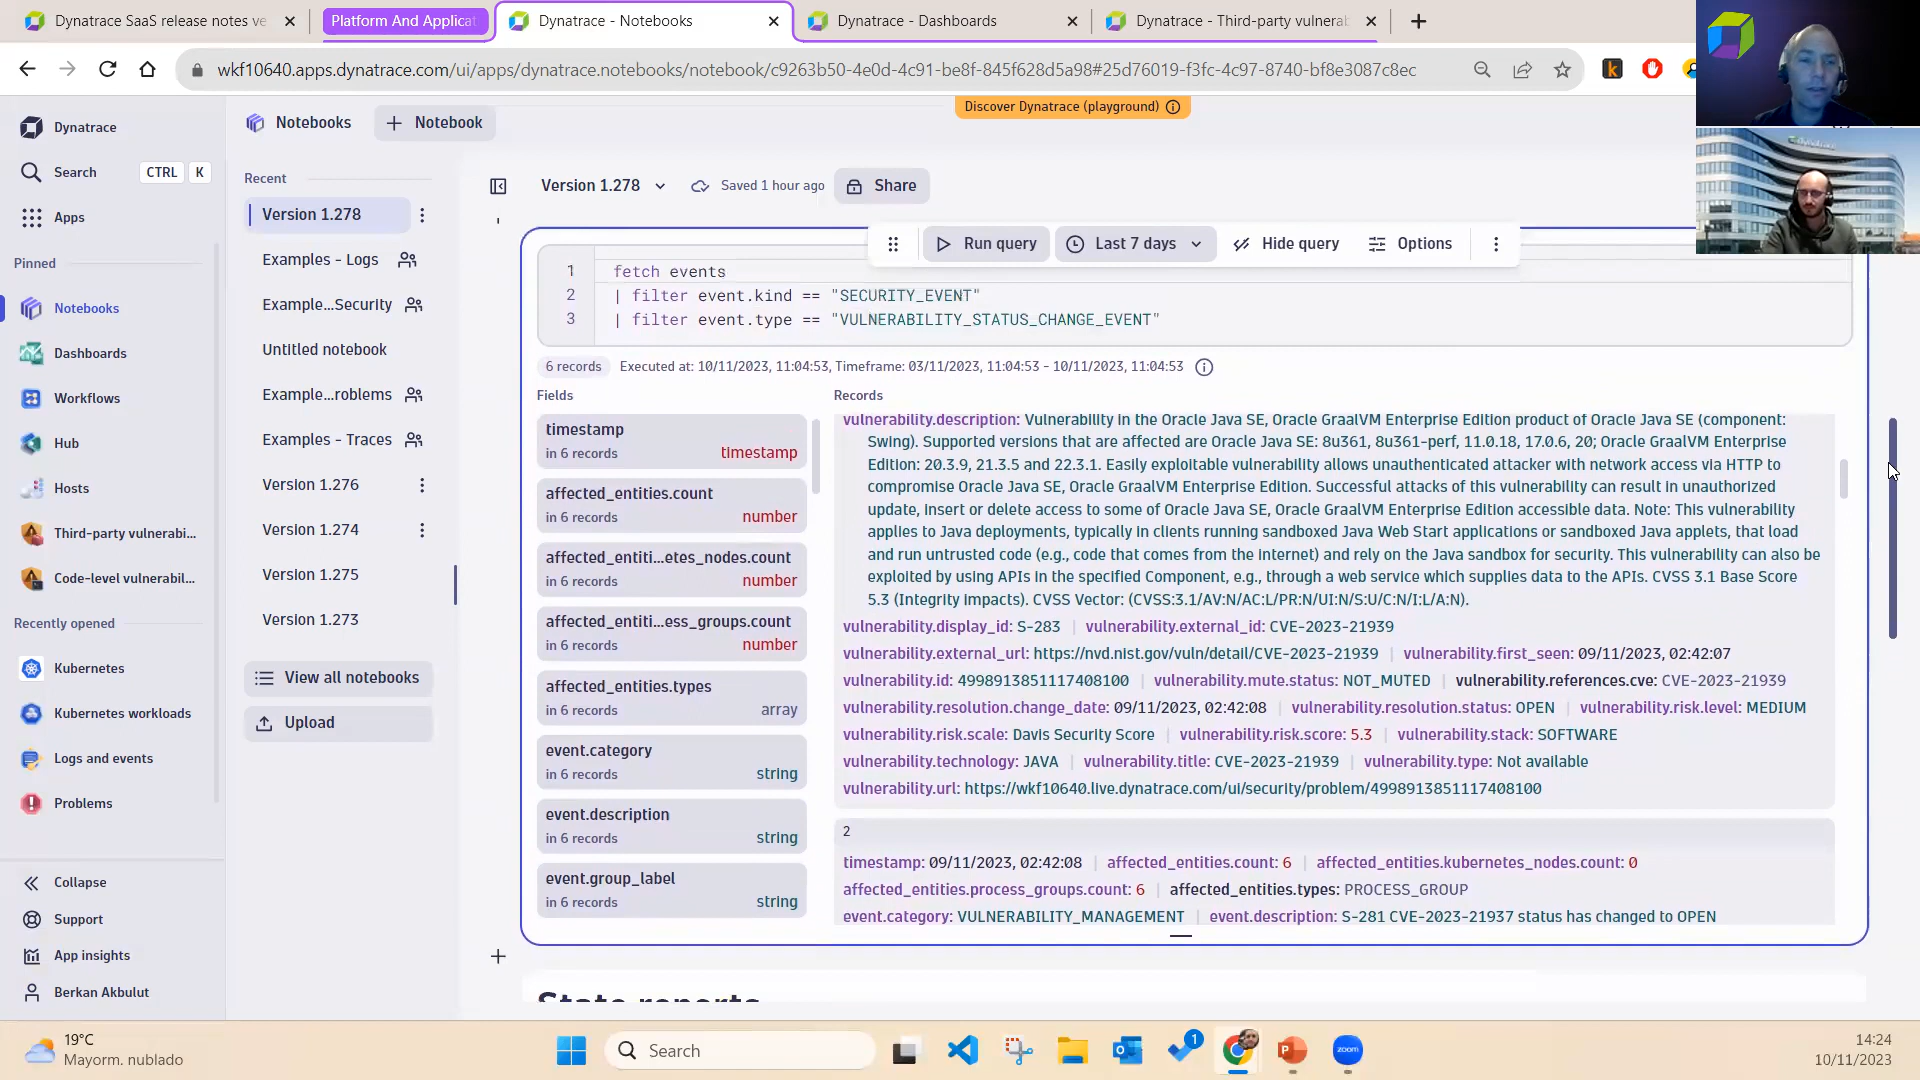 Dynatrace SaaS release notes ve
Platform And Applicat
Dynatrace - Notebooks
Dynatrace - Dashboards
Dynatrace - Third-party vulnerab
wkf10640.apps.dynatrace.com/ui/apps/dynatrace.notebooks/notebook/c9263b50-4e0d-4c91-be8f-845f628d5a98#25d76019-f3fc-4c97-8740-bf8e3087c8ec
Discover Dynatrace (playground)
Dynatrace
Search CTRL K
Apps
Pinned
Notebooks
Dashboards
Workflows
Hub
Hosts
Third-party vulnerabi...
Code-level vulnerabil...
Recently opened
Kubernetes
Kubernetes workloads
Logs and events
Problems
Collapse
Support
App insights
Berkan Akbulut
Notebooks
Notebook
Recent
Version 1.278
Examples - Logs
Example...Security
Untitled notebook
Example...roblems
Examples - Traces
Version 1.276
Version 1.274
Version 1.275
Version 1.273
View all notebooks
Upload
Version 1.278
Saved 1 hour ago
Share
Run query
Last 7 days
Hide query
Options
1 fetch events
2 | filter event.kind == "SECURITY_EVENT"
3 | filter event.type == "VULNERABILITY_STATUS_CHANGE_EVENT"
6 records Executed at: 10/11/2023, 11:04:53, Timeframe: 03/11/2023, 11:04:53 - 10/11/2023, 11:04:53
Fields
timestamp
in 6 records timestamp
affected_entities.count
in 6 records number
affected_entiti...etes_nodes.count
in 6 records number
affected_entiti...ess_groups.count
in 6 records number
affected_entities.types
in 6 records array
event.category
in 6 records string
event.description
in 6 records string
event.group_label
in 6 records string
Records
vulnerability.description: Vulnerability in the Oracle Java SE, Oracle GraalVM Enterprise Edition product of Oracle Java SE (component:
Swing). Supported versions that are affected are Oracle Java SE: 8u361, 8u361-perf, 11.0.18, 17.0.6, 20; Oracle GraalVM Enterprise
Edition: 20.3.9, 21.3.5 and 22.3.1. Easily exploitable vulnerability allows unauthenticated attacker with network access via HTTP to
compromise Oracle Java SE, Oracle GraalVM Enterprise Edition. Successful attacks of this vulnerability can result in unauthorized
update, insert or delete access to some of Oracle Java SE, Oracle GraalVM Enterprise Edition accessible data. Note: This vulnerability
applies to Java deployments, typically in clients running sandboxed Java Web Start applications or sandboxed Java applets, that load
and run untrusted code (e.g., code that comes from the internet) and rely on the Java sandbox for security. This vulnerability can also be
exploited by using APIs in the specified Component, e.g., through a web service which supplies data to the APIs. CVSS 3.1 Base Score
5.3 (Integrity impacts). CVSS Vector: (CVSS:3.1/AV:N/AC:L/PR:N/UI:N/S:U/C:N/I:L/A:N).
vulnerability.display_id: S-283 | vulnerability.external_id: CVE-2023-21939
vulnerability.external_url: https://nvd.nist.gov/vuln/detail/CVE-2023-21939 | vulnerability.first_seen: 09/11/2023, 02:42:07
vulnerability.id: 4998913851117408100 | vulnerability.mute.status: NOT_MUTED | vulnerability.references.cve: CVE-2023-21939
vulnerability.resolution.change_date: 09/11/2023, 02:42:08 | vulnerability.resolution.status: OPEN | vulnerability.risk.level: MEDIUM
vulnerability.risk.scale: Davis Security Score | vulnerability.risk.score: 5.3 | vulnerability.stack: SOFTWARE
vulnerability.technology: JAVA | vulnerability.title: CVE-2023-21939 | vulnerability.type: Not available
vulnerability.url: https://wkf10640.live.dynatrace.com/ui/security/problem/4998913851117408100
2
timestamp: 09/11/2023, 02:42:08 | affected_entities.count: 6 | affected_entities.kubernetes_nodes.count: 0
affected_entities.process_groups.count: 6 | affected_entities.types: PROCESS_GROUP
event.category: VULNERABILITY_MANAGEMENT | event.description: S-281 CVE-2023-21937 status has changed to OPEN
State reports
19°C
Mayorm. nublado
Search
1
zoom
14:24
10/11/2023